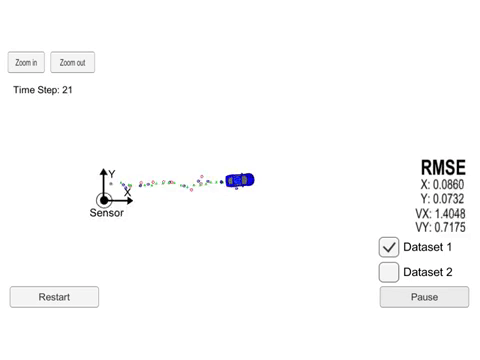 Zoom in
Zoom out
Time Step: 21
Y
X
Sensor
RMSE
X: 0.0860
Y: 0.0732
VX: 1.4048
VY: 0.7175
Dataset 1
Dataset 2
Restart
Pause